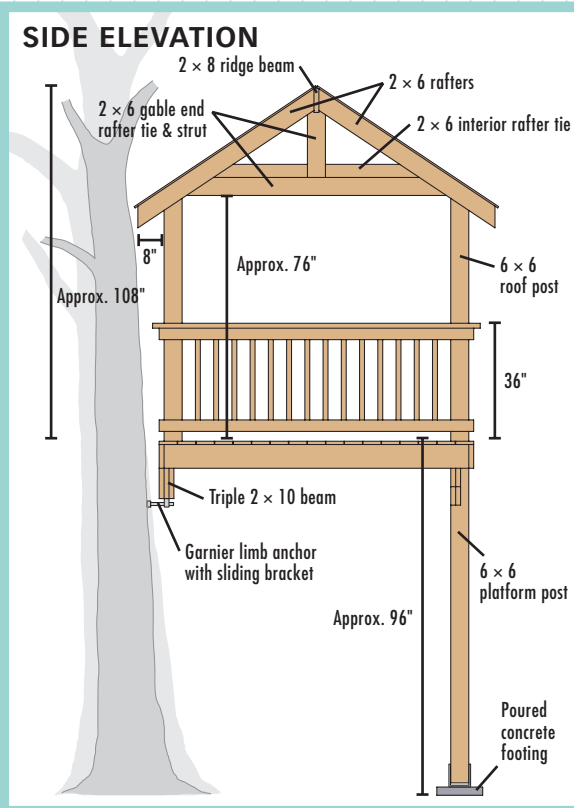 SIDE ELEVATION
2 × 8 ridge beam
2 × 6 rafters
2 × 6 gable end
rafter tie & strut
2 × 6 interior rafter tie
8"
Approx. 76"
6 × 6
roof post
Approx. 108"
36"
Triple 2 × 10 beam
Garnier limb anchor
with sliding bracket
6 × 6
platform post
Approx. 96"
Poured
concrete
footing